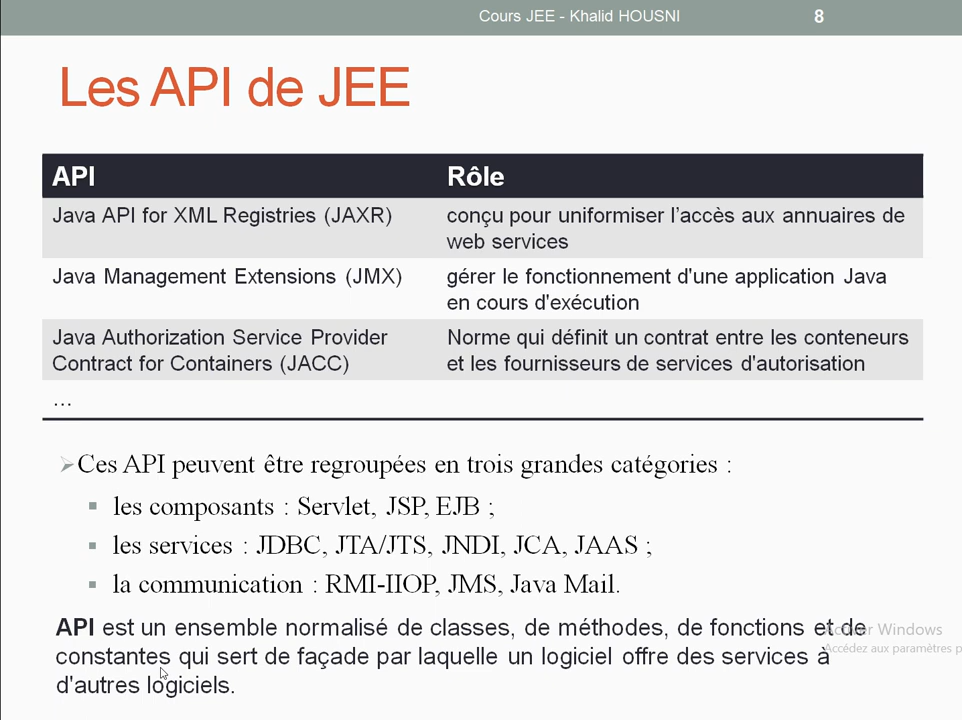 Cours JEE - Khalid HOUSNI
8
Les API de JEE
API Rôle
Java API for XML Registries (JAXR) conçu pour uniformiser l'accès aux annuaires de
web services
Java Management Extensions (JMX) gérer le fonctionnement d'une application Java
en cours d'exécution
Java Authorization Service Provider Norme qui définit un contrat entre les conteneurs
Contract for Containers (JACC) et les fournisseurs de services d'autorisation
…
Ces API peuvent être regroupées en trois grandes catégories :
les composants : Servlet, JSP, EJB ;
les services : JDBC, JTA/JTS, JNDI, JCA, JAAS ;
la communication : RMI-IIOP, JMS, Java Mail.
API est un ensemble normalisé de classes, de méthodes, de fonctions et de
constantes qui sert de façade par laquelle un logiciel offre des services à
d'autres logiciels.
Activer Windows
Accédez aux paramètres p